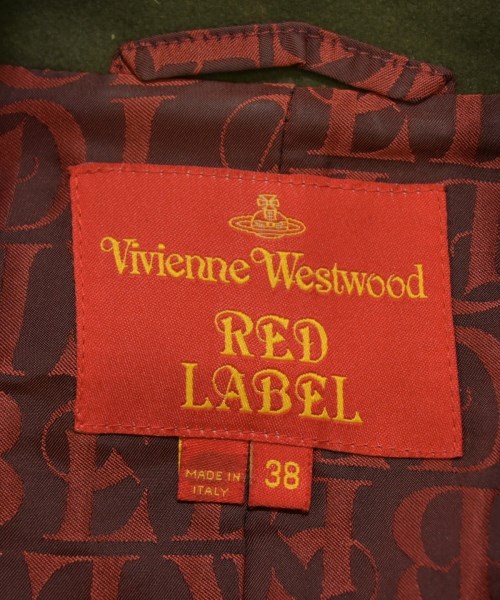 Vivienne Westwood
RED
LABEL
MADE IN
ITALY
38